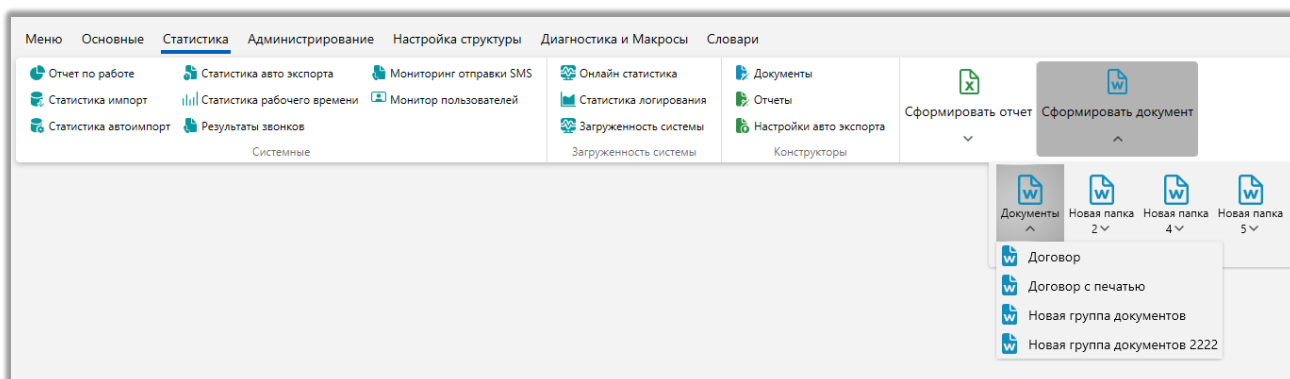 Меню Основные Статистика Администрирование Настройка структуры Диагностика и Макросы Словари
Отчет по работе Статистика авто экспорта Мониторинг отправки SMS Онлайн статистика Документы
Статистика импорт Статистика рабочего времени Монитор пользователей Статистика логирования Отчеты
Сформировать отчет Сформировать документ
Статистика автоимпорт Результаты звонков Загруженность системы Настройки авто экспорта
Системные Загруженность системы Конструкторы
Документы Новая папка Новая папка Новая папка
2 4 5
Договор
Договор с печатью
Новая группа документов
Новая группа документов 2222